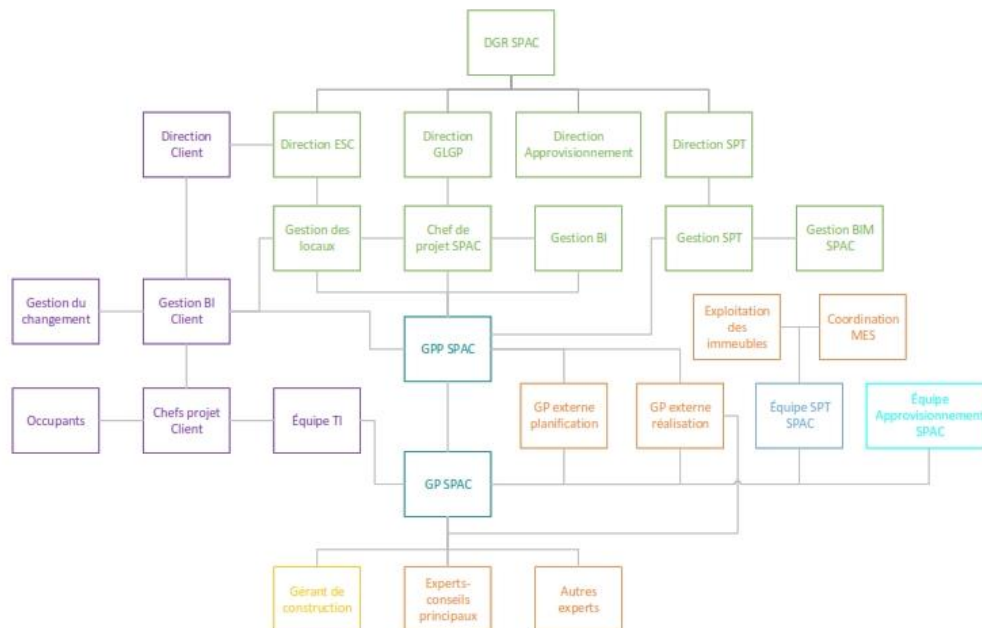 DGR SPAC
Direction
Client
Direction ESC
Direction
GLGP
Direction
Approvisionnement
Direction SPT
Gestion des
locaux
Chef de
projet SPAC
Gestion BI
Gestion SPT
Gestion BIM
SPAC
Gestion du
changement
Gestion BI
Client
GPP SPAC
Exploitation
des
immeubles
Coordination
MES
Occupants
Chefs projet
Client
Équipe TI
GP externe
planification
GP externe
réalisation
Équipe SPT
SPAC
Équipe
Approvisionnement
SPAC
GP SPAC
Gérant de
construction
Experts-
conseils
principaux
Autres
experts